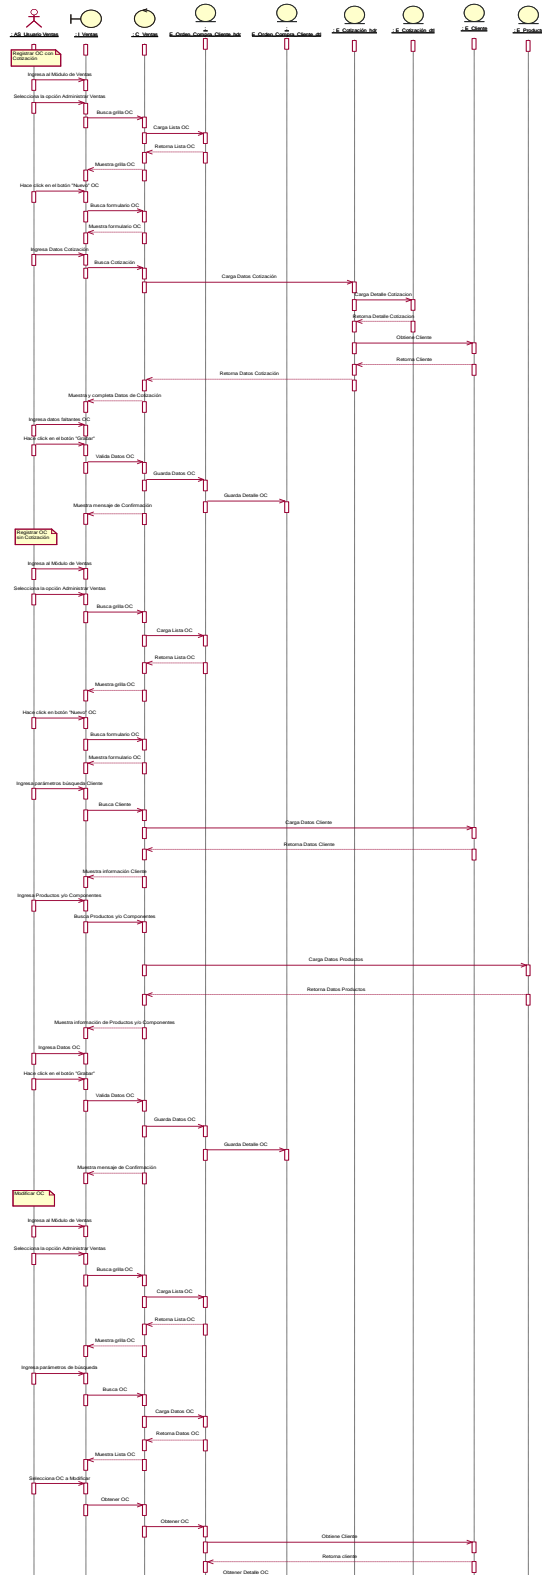 : AS_Usuario Ventas
: I_Ventas
: C_Ventas
: E_Orden_Compra_Cliente_hdr
: E_Orden_Compra_Cliente_dtl
: E_Cotización_hdr
: E_Cotización_dtl
: E_Cliente
: E_Producto
Registrar OC con
Cotización
Ingresa al Módulo de Ventas
Selecciona la opción Administrar Ventas
Busca grilla OC
Carga Lista OC
Retorna Lista OC
Muestra grilla OC
Hace click en el botón "Nuevo" OC
Busca formulario OC
Muestra formulario OC
Ingresa Datos Cotización
Busca Cotización
Carga Datos Cotización
Carga Detalle Cotizacion
Retorna Detalle Cotizacion
Obtiene Cliente
Retorna Cliente
Retorna Datos Cotización
Muestra y completa Datos de Cotización
Ingresa datos faltantes OC
Hace click en el botón "Grabar"
Valida Datos OC
Guarda Datos OC
Guarda Detalle OC
Muestra mensaje de Confirmación
Registrar OC
sin Cotización
Ingresa al Módulo de Ventas
Selecciona la opción Administrar Ventas
Busca grilla OC
Carga Lista OC
Retorna Lista OC
Muestra grilla OC
Hace click en botón "Nuevo" OC
Busca formulario OC
Muestra formulario OC
Ingresa parámetros búsqueda Cliente
Busca Cliente
Carga Datos Cliente
Retorna Datos Cliente
Muestra información Cliente
Ingresa Productos y/o Componentes
Busca Productos y/o Componentes
Carga Datos Productos
Retorna Datos Productos
Muestra información de Productos y/o Componentes
Ingresa Datos OC
Hace click en el botón "Grabar"
Valida Datos OC
Guarda Datos OC
Guarda Detalle OC
Muestra mensaje de Confirmación
Modificar OC
Ingresa al Módulo de Ventas
Selecciona la opción Administrar Ventas
Busca grilla OC
Carga Lista OC
Retorna Lista OC
Muestra grilla OC
Ingresa parámetros de búsqueda
Busca OC
Carga Datos OC
Retorna Datos OC
Muestra Lista OC
Selecciona OC a Modificar
Obtener OC
Obtener OC
Obtiene Cliente
Retorna cliente
Obtener Detalle OC